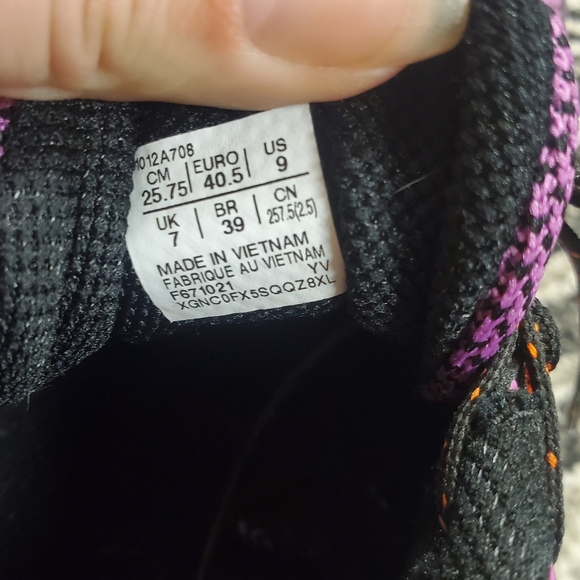 1012A708
CM EURO US
25.75 40.5 9
UK BR CN
7 39 257.5(2.5)
MADE IN VIETNAM
FABRIQUE AU VIETNAM
F671021 YV
XGNC0FX5SQQZ8XL